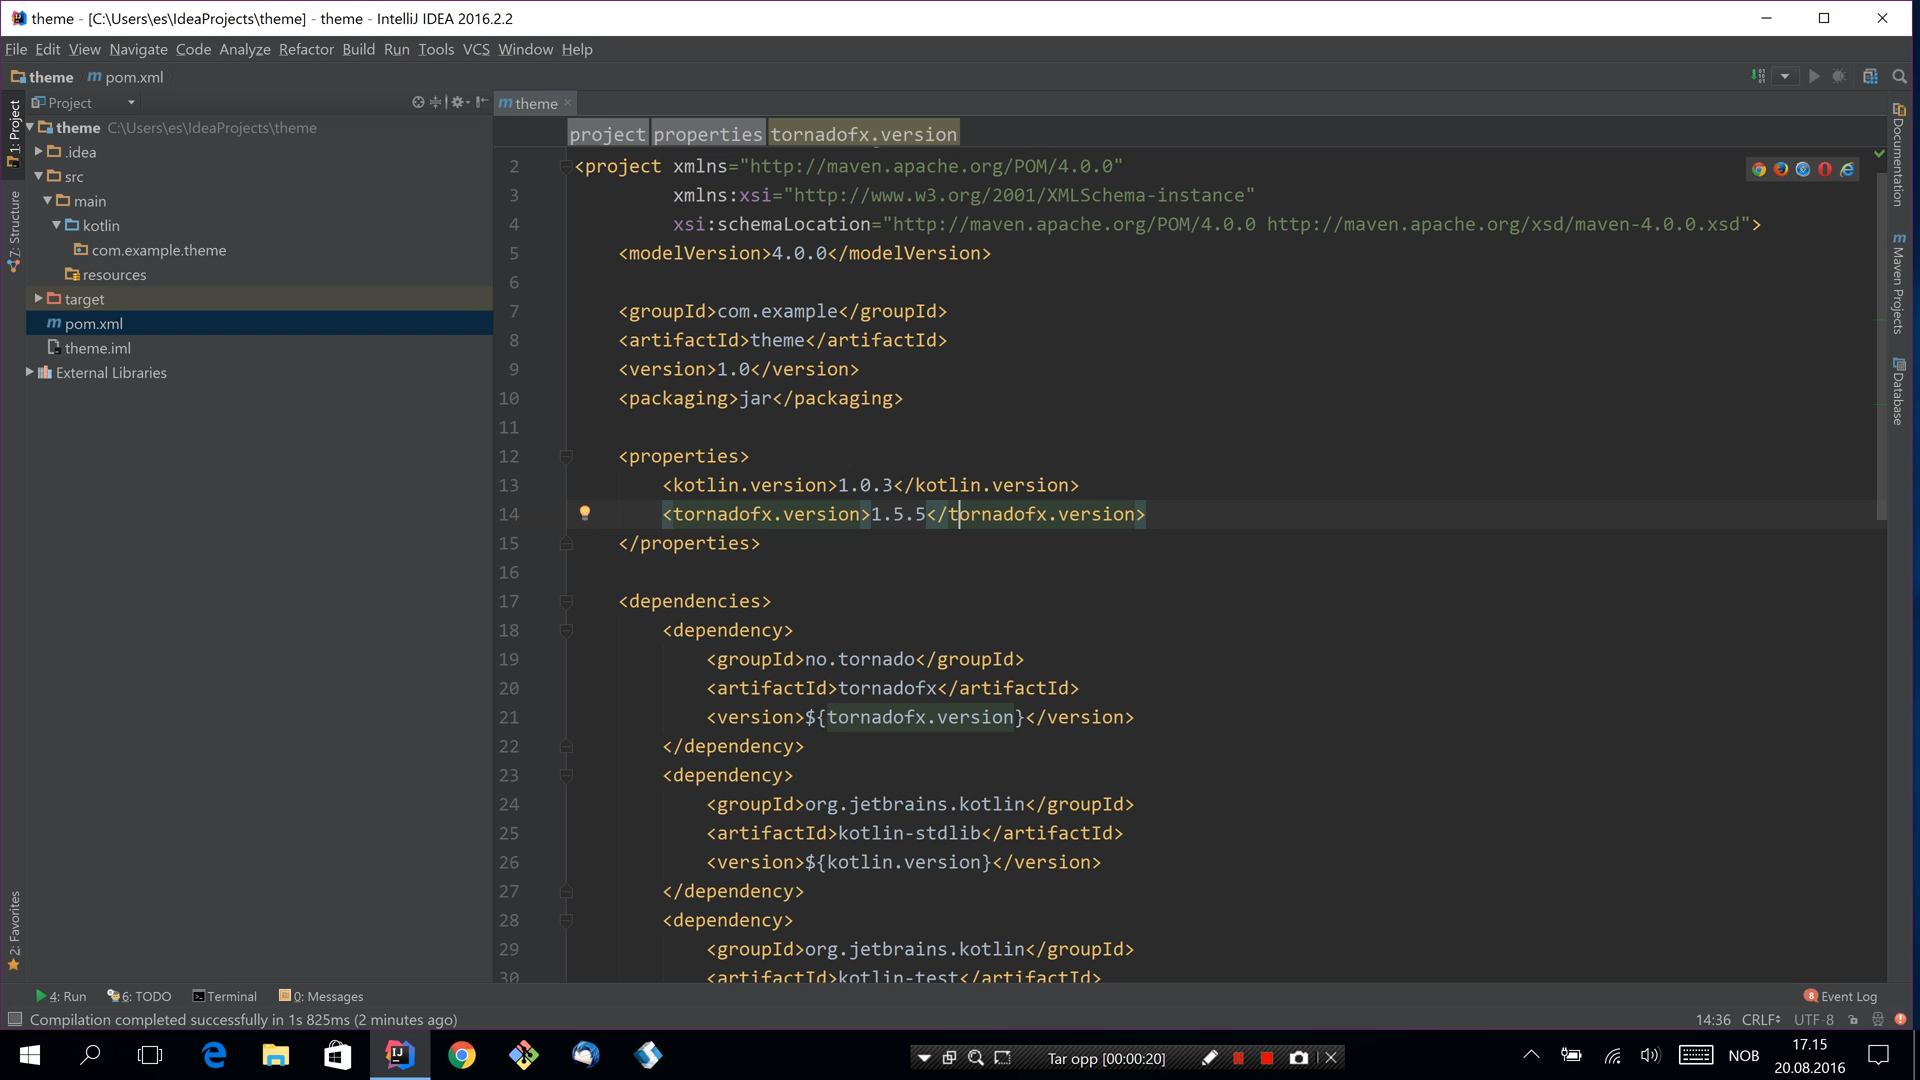 theme - [C:\Users\es\IdeaProjects\theme] - theme - IntelliJ IDEA 2016.2.2
File Edit View Navigate Code Analyze Refactor Build Run Tools VCS Window Help
theme m pom.xml
1: Project
Z: Structure
2: Favorites
Project
theme C:\Users\es\IdeaProjects\theme
.idea
src
main
kotlin
com.example.theme
resources
target
m pom.xml
theme.iml
External Libraries
m theme
project properties tornadofx.version
2 <project xmlns="http://maven.apache.org/POM/4.0.0"
3 xmlns:xsi="http://www.w3.org/2001/XMLSchema-instance"
4 xsi:schemaLocation="http://maven.apache.org/POM/4.0.0 http://maven.apache.org/xsd/maven-4.0.0.xsd">
5 <modelVersion>4.0.0</modelVersion>
6
7 <groupId>com.example</groupId>
8 <artifactId>theme</artifactId>
9 <version>1.0</version>
10 <packaging>jar</packaging>
11
12 <properties>
13 <kotlin.version>1.0.3</kotlin.version>
14 <tornadofx.version>1.5.5</tornadofx.version>
15 </properties>
16
17 <dependencies>
18 <dependency>
19 <groupId>no.tornado</groupId>
20 <artifactId>tornadofx</artifactId>
21 <version>${tornadofx.version}</version>
22 </dependency>
23 <dependency>
24 <groupId>org.jetbrains.kotlin</groupId>
25 <artifactId>kotlin-stdlib</artifactId>
26 <version>${kotlin.version}</version>
27 </dependency>
28 <dependency>
29 <groupId>org.jetbrains.kotlin</groupId>
30 <artifactId>kotlin-test</artifactId>
Documentation
m Maven Projects
Database
4: Run 6: TODO Terminal 0: Messages
8 Event Log
Compilation completed successfully in 1s 825ms (2 minutes ago)
14:36 CRLF UTF-8
Tar opp [00:00:20]
NOB
17.15
20.08.2016